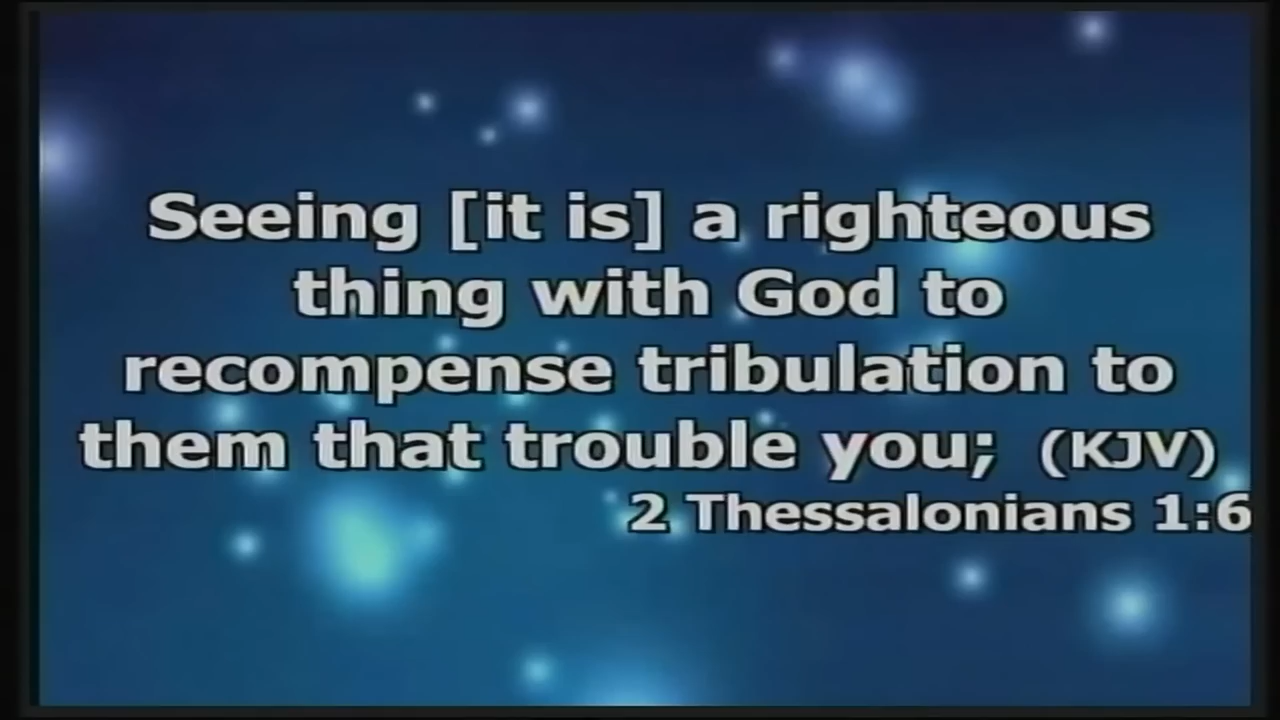 Seeing [it is] a righteous
thing with God to
recompense tribulation to
them that trouble you; (KJV)
2 Thessalonians 1:6